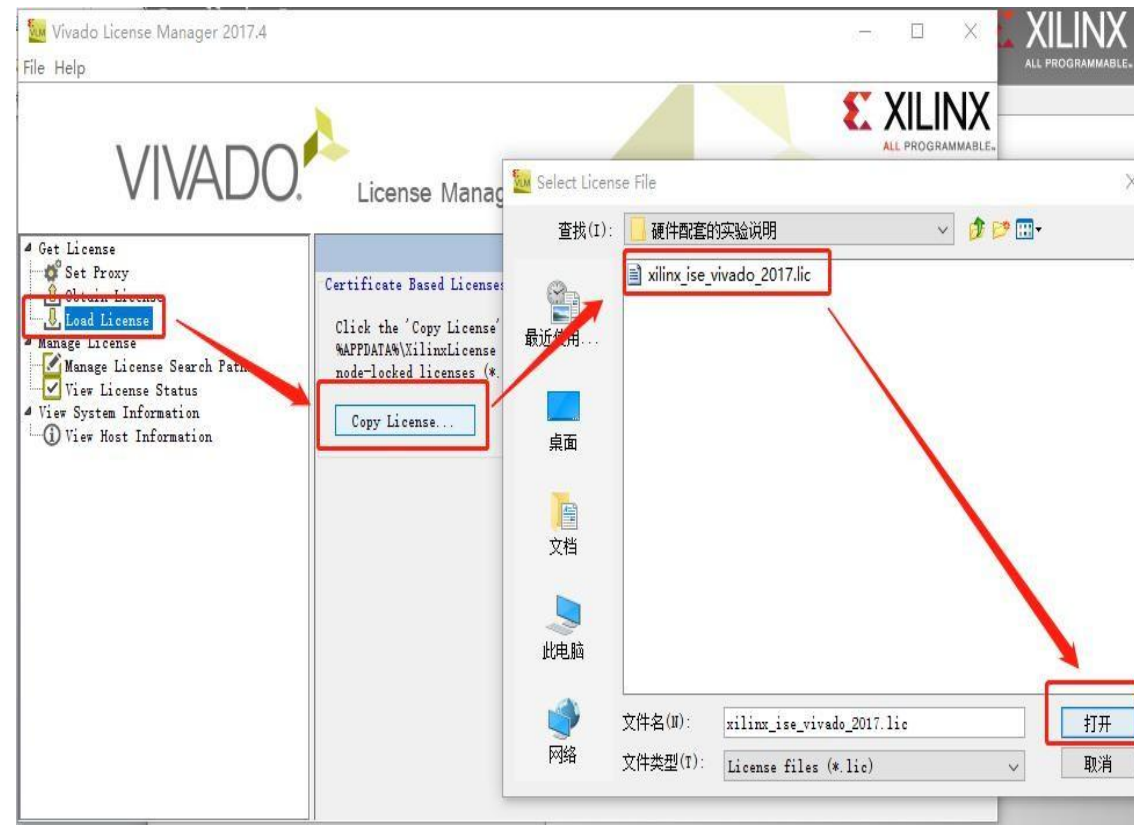 Vivado License Manager 2017.4
File Help
XILINX
ALL PROGRAMMABLE™
XILINX
ALL PROGRAMMABLE™
VIVADO
License Manag
Get License
Set Proxy
Obtain License
Load License
Manage License
Manage License Search Path
View License Status
View System Information
View Host Information
Certificate Based Licenses
Click the 'Copy License'
%APPDATA%\XilinxLicense
node-locked licenses (*.
Copy License...
Select License File
查找(I):
硬件配套的实验说明
xilinx_ise_vivado_2017.lic
最近使用...
桌面
文档
此电脑
网络
文件名(N):
xilinx_ise_vivado_2017.lic
打开
文件类型(T):
License files (*.lic)
取消